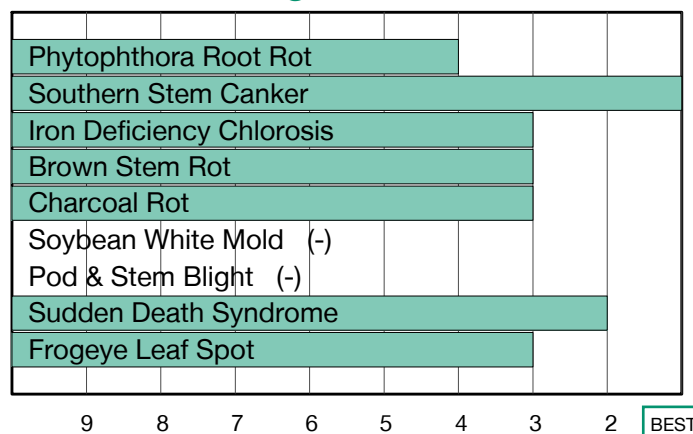 Phytophthora Root Rot
Southern Stem Canker
Iron Deficiency Chlorosis
Brown Stem Rot
Charcoal Rot
Soybean White Mold (-)
Pod & Stem Blight (-)
Sudden Death Syndrome
Frogeye Leaf Spot
9 8 7 6 5 4 3 2 BEST